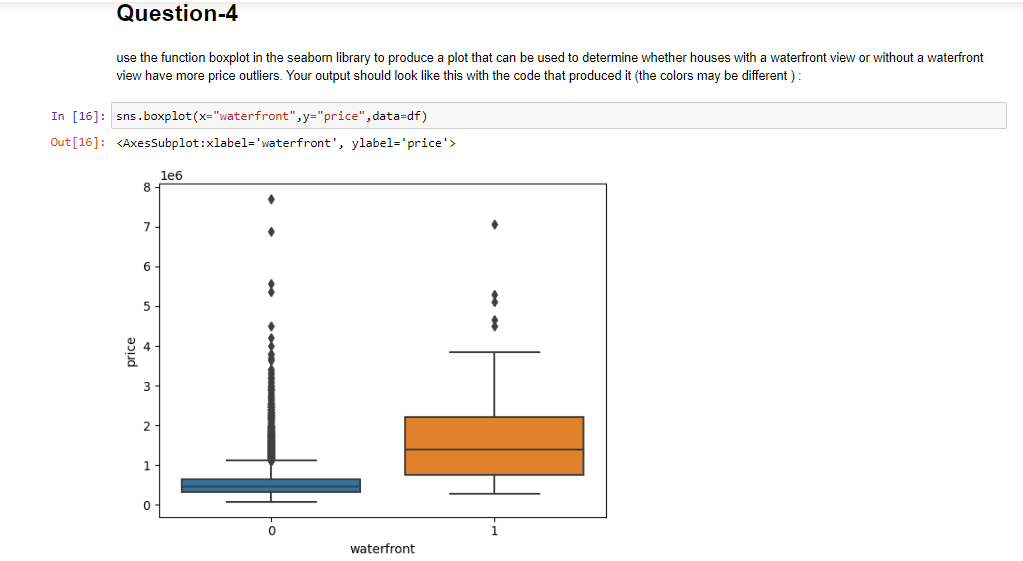 Question-4
use the function boxplot in the seaborn library to produce a plot that can be used to determine whether houses with a waterfront view or without a waterfront
view have more price outliers. Your output should look like this with the code that produced it (the colors may be different ) :
In [16]: sns.boxplot(x="waterfront",y="price",data=df)
Out[16]: <AxesSubplot:xlabel='waterfront', ylabel='price'>
1e6
8
7
6
5
4
3
2
1
0
price
0 1
waterfront